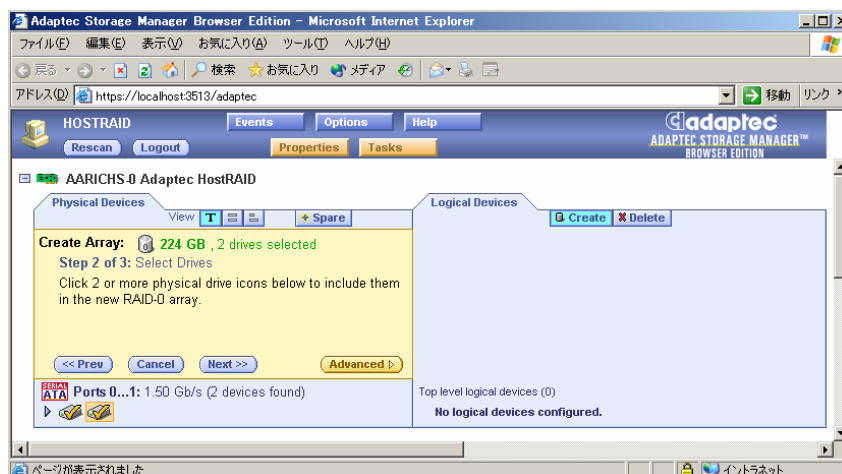 Adaptec Storage Manager Browser Edition - Microsoft Internet Explorer
ファイル(F) 編集(E) 表示(V) お気に入り(A) ツール(T) ヘルプ(H)
戻る 検索 お気に入り メディア
アドレス(D) https://localhost:3513/adaptec 移動 リンク
HOSTRAID Events Options Help adaptec
Rescan Logout Properties Tasks ADAPTEC STORAGE MANAGER™
BROWSER EDITION
AARICHS-0 Adaptec HostRAID
Physical Devices Logical Devices
View T + Spare Create Delete
Create Array: 224 GB , 2 drives selected
Step 2 of 3: Select Drives
Click 2 or more physical drive icons below to include them
in the new RAID-0 array.
<< Prev Cancel Next >> Advanced
SERIAL ATA Ports 0...1: 1.50 Gb/s (2 devices found)
Top level logical devices (0)
No logical devices configured.
ページが表示されました イントラネット